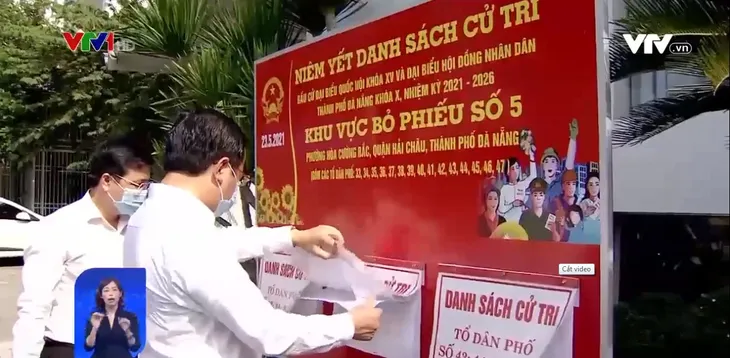 VTV1 HD
VTV.vn
NIÊM YẾT DANH SÁCH CỬ TRI
BẦU CỬ ĐẠI BIỂU QUỐC HỘI KHÓA XV VÀ ĐẠI BIỂU HỘI ĐỒNG NHÂN DÂN
THÀNH PHỐ ĐÀ NẴNG KHÓA X, NHIỆM KỲ 2021 - 2026
23.5.2021
KHU VỰC BỎ PHIẾU SỐ 5
PHƯỜNG HÒA CƯỜNG BẮC, QUẬN HẢI CHÂU, THÀNH PHỐ ĐÀ NẴNG
(GỒM CÁC TỔ DÂN PHỐ: 33, 34, 35, 36, 37, 38, 39, 40, 41, 42, 43, 44, 45, 46, 47
Cắt video
DANH SÁCH CỬ TRI
TỔ DÂN PHỐ
CỬ TRI
DANH SÁCH CỬ TRI
TỔ DÂN PHỐ